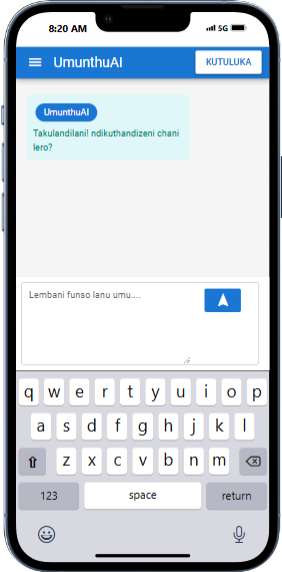 8:20 AM 5G
UmunthuAI KUTULUKA
UmunthuAI
Takulandilani! ndikuthandizeni chani
lero?
Lembani funso lanu umu....
q w e r t y u i o p
a s d f g h j k l
z x c v b n m
123 space return